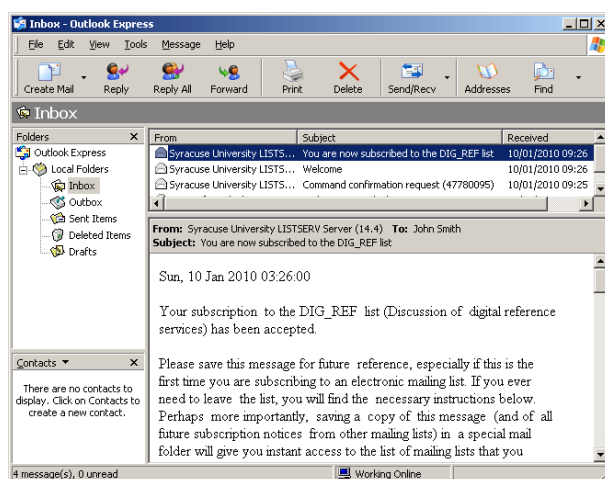 Inbox - Outlook Express
File Edit View Tools Message Help
Create Mail Reply Reply All Forward Print Delete Send/Recv Addresses Find
Inbox
Folders X
Outlook Express
Local Folders
Inbox
Outbox
Sent Items
Deleted Items
Drafts
From Subject Received
Syracuse University LISTS... You are now subscribed to the DIG_REF list 10/01/2010 09:26
Syracuse University LISTS... Welcome 10/01/2010 09:26
Syracuse University LISTS... Command confirmation request (47780095) 10/01/2010 09:25
From: Syracuse University LISTSERV Server (14.4) To: John Smith
Subject: You are now subscribed to the DIG_REF list
Sun, 10 Jan 2010 03:26:00
Your subscription to the DIG_REF list (Discussion of digital reference
services) has been accepted.
Please save this message for future reference, especially if this is the
first time you are subscribing to an electronic mailing list. If you ever
need to leave the list, you will find the necessary instructions below.
Perhaps more importantly, saving a copy of this message (and of all
future subscription notices from other mailing lists) in a special mail
folder will give you instant access to the list of mailing lists that you
Contacts X
There are no contacts to
display. Click on Contacts to
create a new contact.
4 message(s), 0 unread Working Online